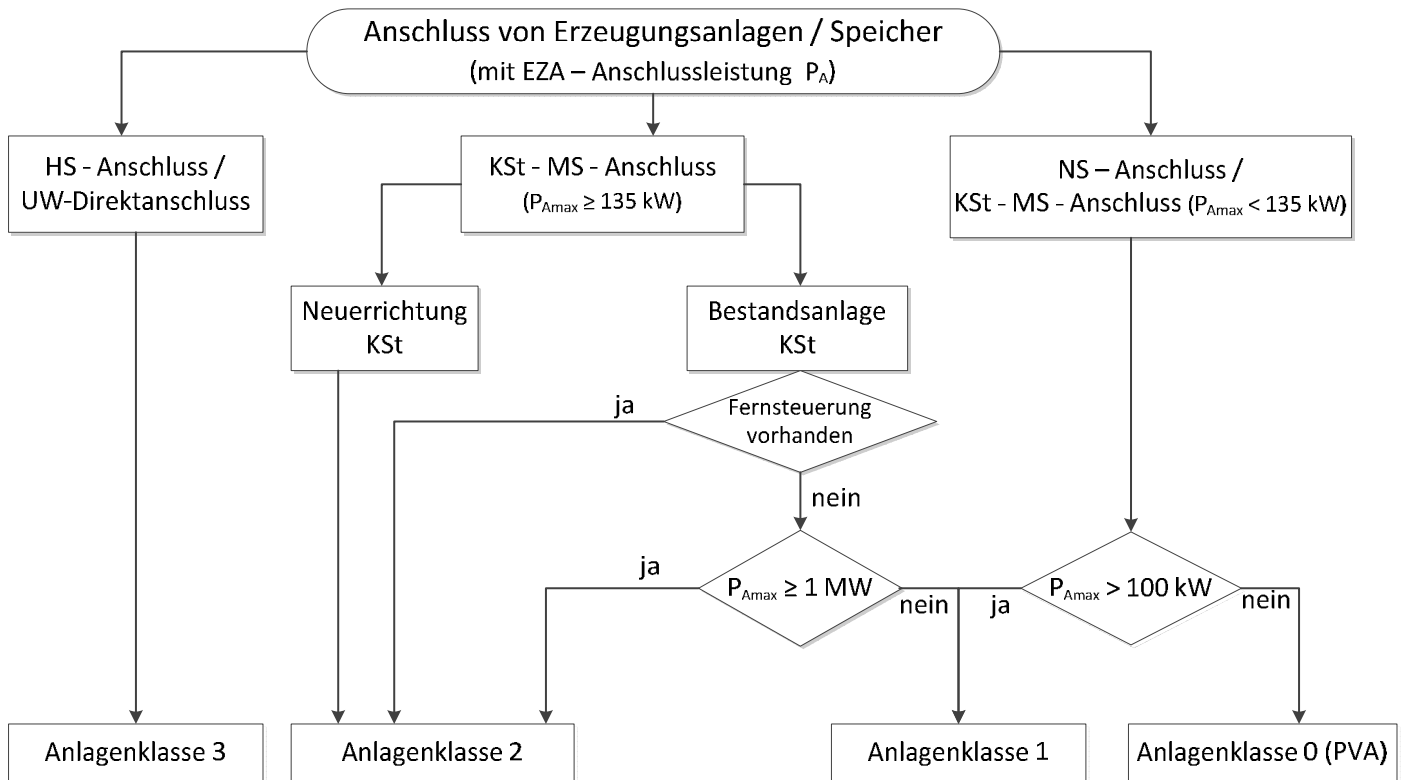 Anschluss von Erzeugungsanlagen / Speicher
(mit EZA – Anschlussleistung PA)
HS - Anschluss /
UW-Direktanschluss
KSt - MS - Anschluss
(PAmax ≥ 135 kW)
NS – Anschluss /
KSt - MS - Anschluss (PAmax < 135 kW)
Neuerrichtung
KSt
Bestandsanlage
KSt
ja
Fernsteuerung
vorhanden
nein
ja
PAmax ≥ 1 MW
nein
ja
PAmax > 100 kW
nein
Anlagenklasse 3
Anlagenklasse 2
Anlagenklasse 1
Anlagenklasse 0 (PVA)